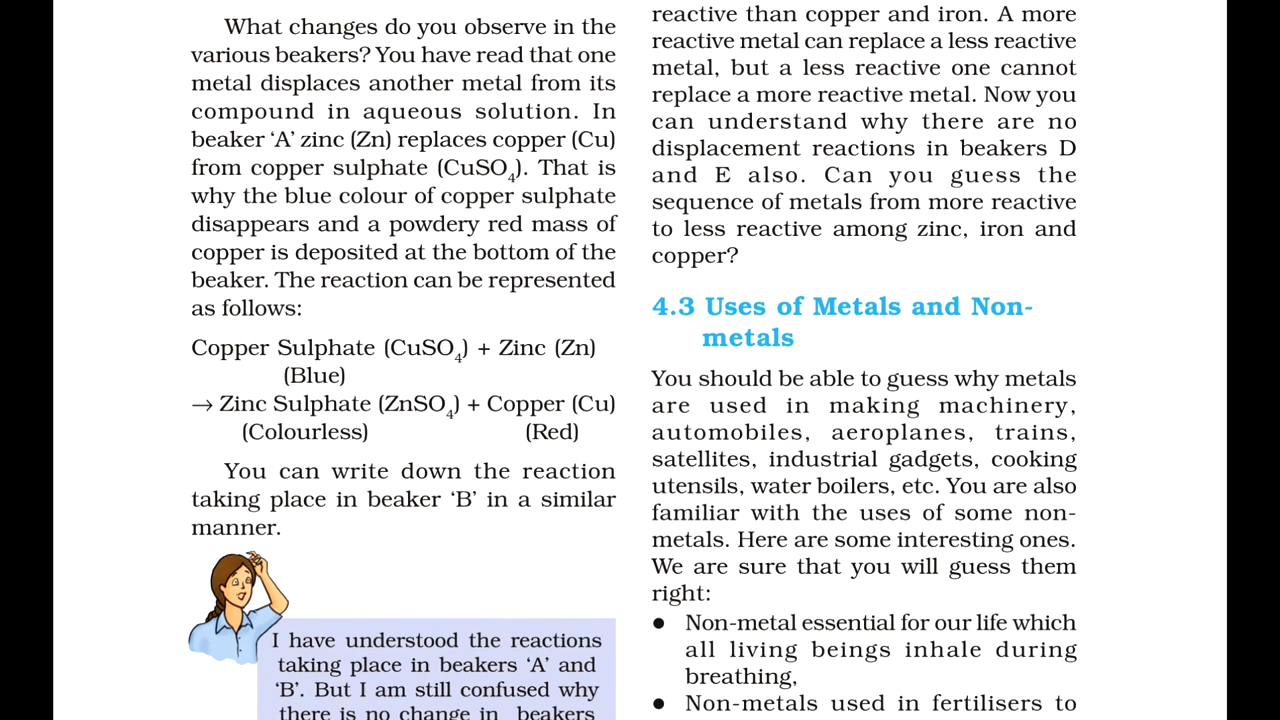 What changes do you observe in the
various beakers? You have read that one
metal displaces another metal from its
compound in aqueous solution. In
beaker ‘A’ zinc (Zn) replaces copper (Cu)
from copper sulphate (CuSO₄). That is
why the blue colour of copper sulphate
disappears and a powdery red mass of
copper is deposited at the bottom of the
beaker. The reaction can be represented
as follows:
Copper Sulphate (CuSO₄) + Zinc (Zn)
(Blue)
→ Zinc Sulphate (ZnSO₄) + Copper (Cu)
(Colourless) (Red)
You can write down the reaction
taking place in beaker ‘B’ in a similar
manner.
I have understood the reactions
taking place in beakers ‘A’ and
‘B’. But I am still confused why
there is no change in beakers
reactive than copper and iron. A more
reactive metal can replace a less reactive
metal, but a less reactive one cannot
replace a more reactive metal. Now you
can understand why there are no
displacement reactions in beakers D
and E also. Can you guess the
sequence of metals from more reactive
to less reactive among zinc, iron and
copper?
4.3 Uses of Metals and Non-
metals
You should be able to guess why metals
are used in making machinery,
automobiles, aeroplanes, trains,
satellites, industrial gadgets, cooking
utensils, water boilers, etc. You are also
familiar with the uses of some non-
metals. Here are some interesting ones.
We are sure that you will guess them
right:
● Non-metal essential for our life which
all living beings inhale during
breathing,
● Non-metals used in fertilisers to